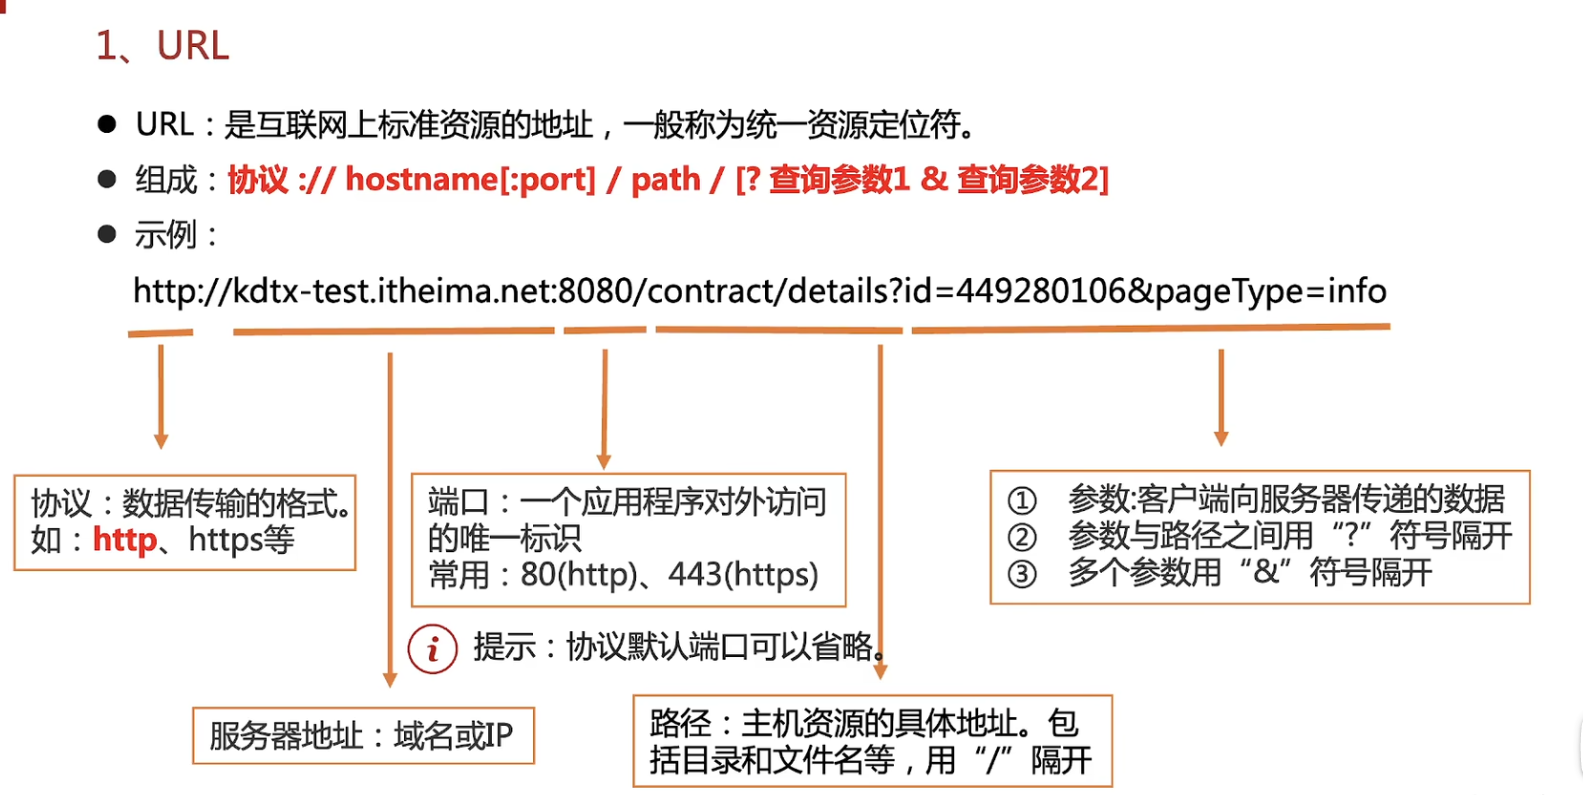 1、URL
● URL：是互联网上标准资源的地址，一般称为统一资源定位符。
● 组成：协议 :// hostname[:port] / path / [? 查询参数1 & 查询参数2]
● 示例：
http://kdtx-test.itheima.net:8080/contract/details?id=449280106&pageType=info
协议：数据传输的格式。
如：http、https等
端口：一个应用程序对外访问
的唯一标识
常用：80(http)、443(https)
① 参数:客户端向服务器传递的数据
② 参数与路径之间用“?”符号隔开
③ 多个参数用“&”符号隔开
i 提示：协议默认端口可以省略。
服务器地址：域名或IP
路径：主机资源的具体地址。包
括目录和文件名等，用“/”隔开